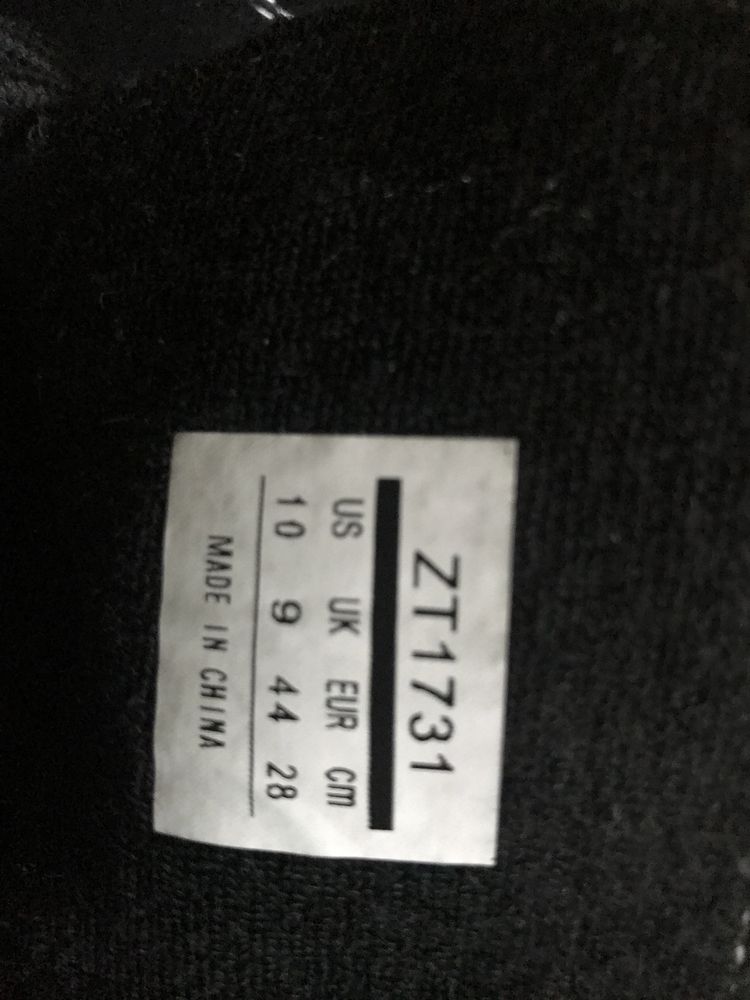 ZT1731
US UK EUR cm
10 9 44 28
MADE IN CHINA